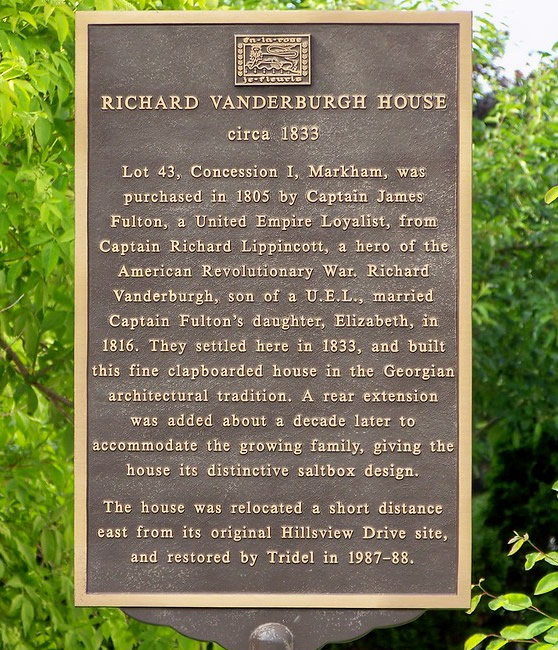 en-la-rose
je-fleuris
RICHARD VANDERBURGH HOUSE
circa 1833
Lot 43, Concession I, Markham, was
purchased in 1805 by Captain James
Fulton, a United Empire Loyalist, from
Captain Richard Lippincott, a hero of the
American Revolutionary War. Richard
Vanderburgh, son of a U.E.L., married
Captain Fulton's daughter, Elizabeth, in
1816. They settled here in 1833, and built
this fine clapboarded house in the Georgian
architectural tradition. A rear extension
was added about a decade later to
accommodate the growing family, giving the
house its distinctive saltbox design.
The house was relocated a short distance
east from its original Hillsview Drive site,
and restored by Tridel in 1987–88.